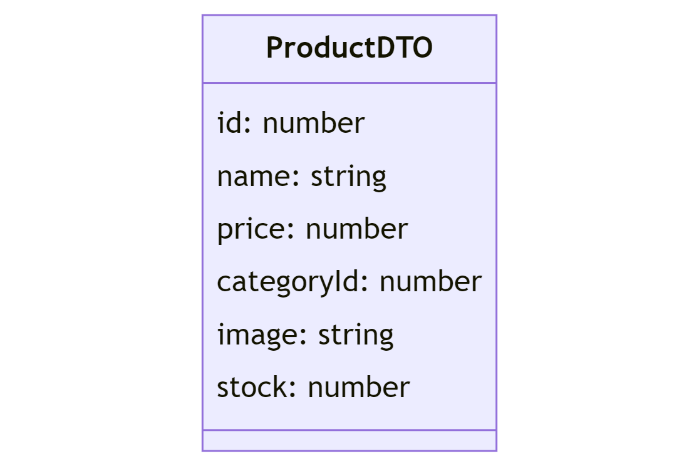 ProductDTO
id: number
name: string
price: number
categoryId: number
image: string
stock: number